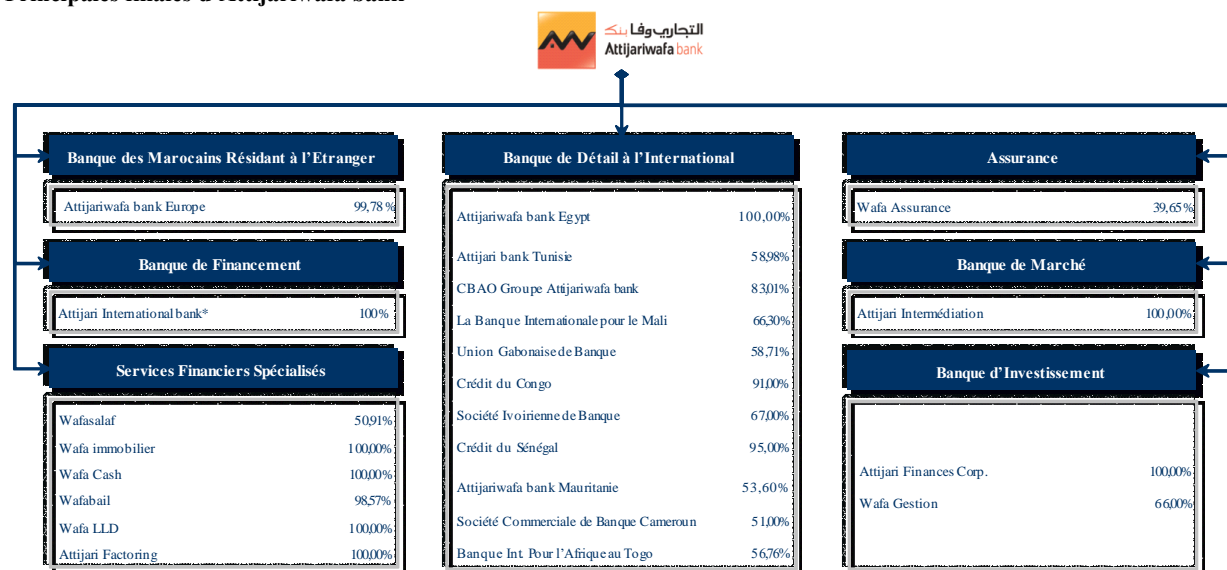 Principales filiales d'Attijariwafa bank
التجاري وفا بنك
Attijariwafa bank
Banque des Marocains Résidant à l'Etranger
Attijariwafa bank Europe 99,78 %
Banque de Financement
Attijari International bank* 100%
Services Financiers Spécialisés
Wafasalaf 50,91%
Wafa immobilier 100,00%
Wafa Cash 100,00%
Wafabail 98,57%
Wafa LLD 100,00%
Attijari Factoring 100,00%
Banque de Détail à l'International
Attijariwafa bank Egypt 100,00%
Attijari bank Tunisie 58,98%
CBAO Groupe Attijariwafa bank 83,01%
La Banque Internationale pour le Mali 66,30%
Union Gabonaise de Banque 58,71%
Crédit du Congo 91,00%
Société Ivoirienne de Banque 67,00%
Crédit du Sénégal 95,00%
Attijariwafa bank Mauritanie 53,60%
Société Commerciale de Banque Cameroun 51,00%
Banque Int. Pour l'Afrique au Togo 56,76%
Assurance
Wafa Assurance 39,65%
Banque de Marché
Attijari Intermédiation 100,00%
Banque d'Investissement
Attijari Finances Corp. 100,00%
Wafa Gestion 66,00%